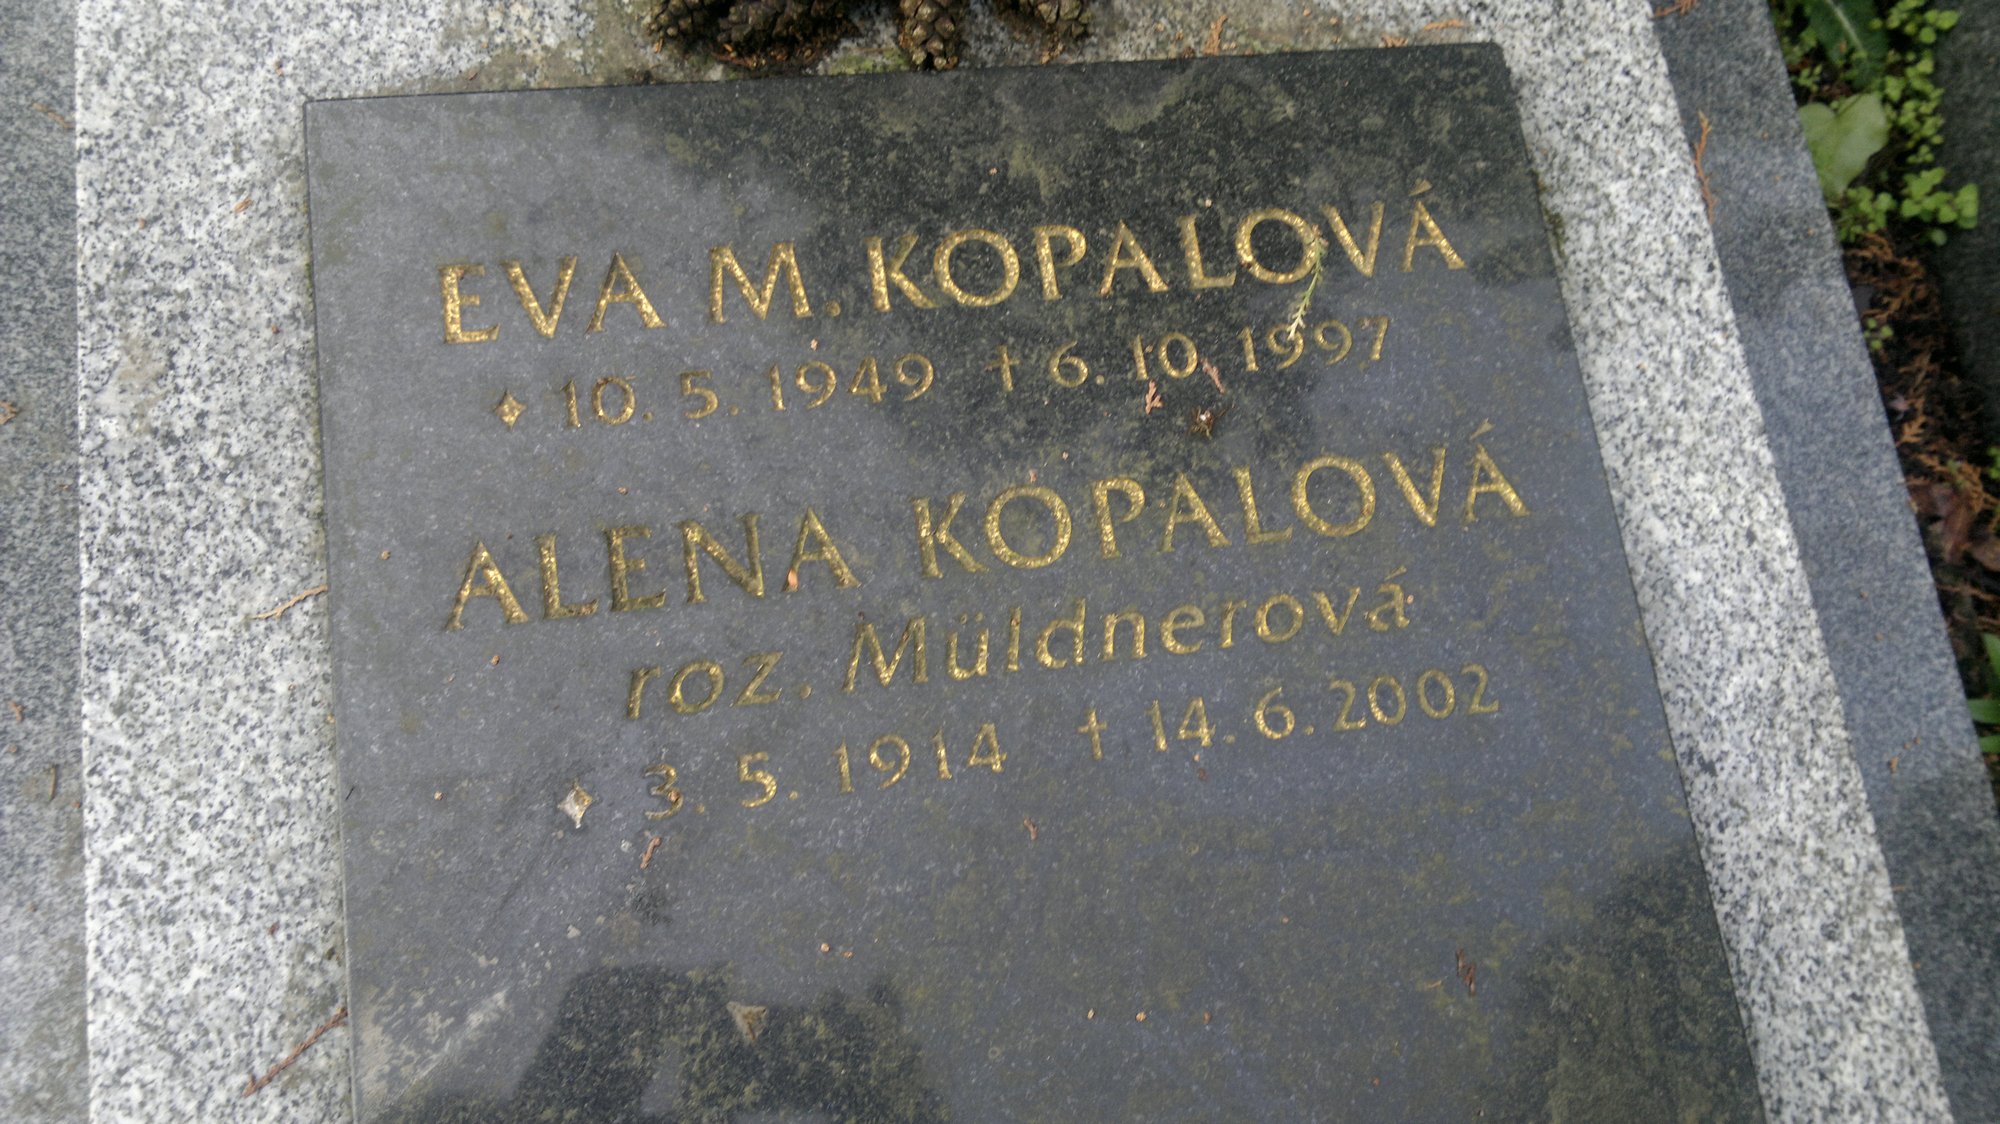 EVA M. KOPALOVÁ
✦ 10. 5. 1949 † 6. 10. 1997
ALENA KOPALOVÁ
roz. Müldnerová
✦ 3. 5. 1914 † 14. 6. 2002